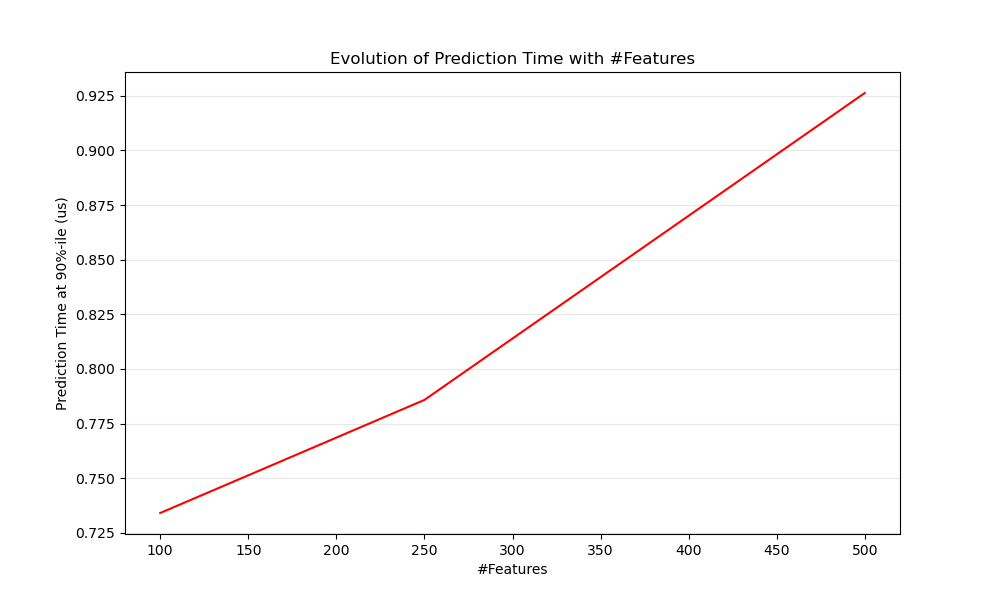 Evolution of Prediction Time with #Features
Prediction Time at 90%-ile (us)
0.925
0.900
0.875
0.850
0.825
0.800
0.775
0.750
0.725
100 150 200 250 300 350 400 450 500
#Features